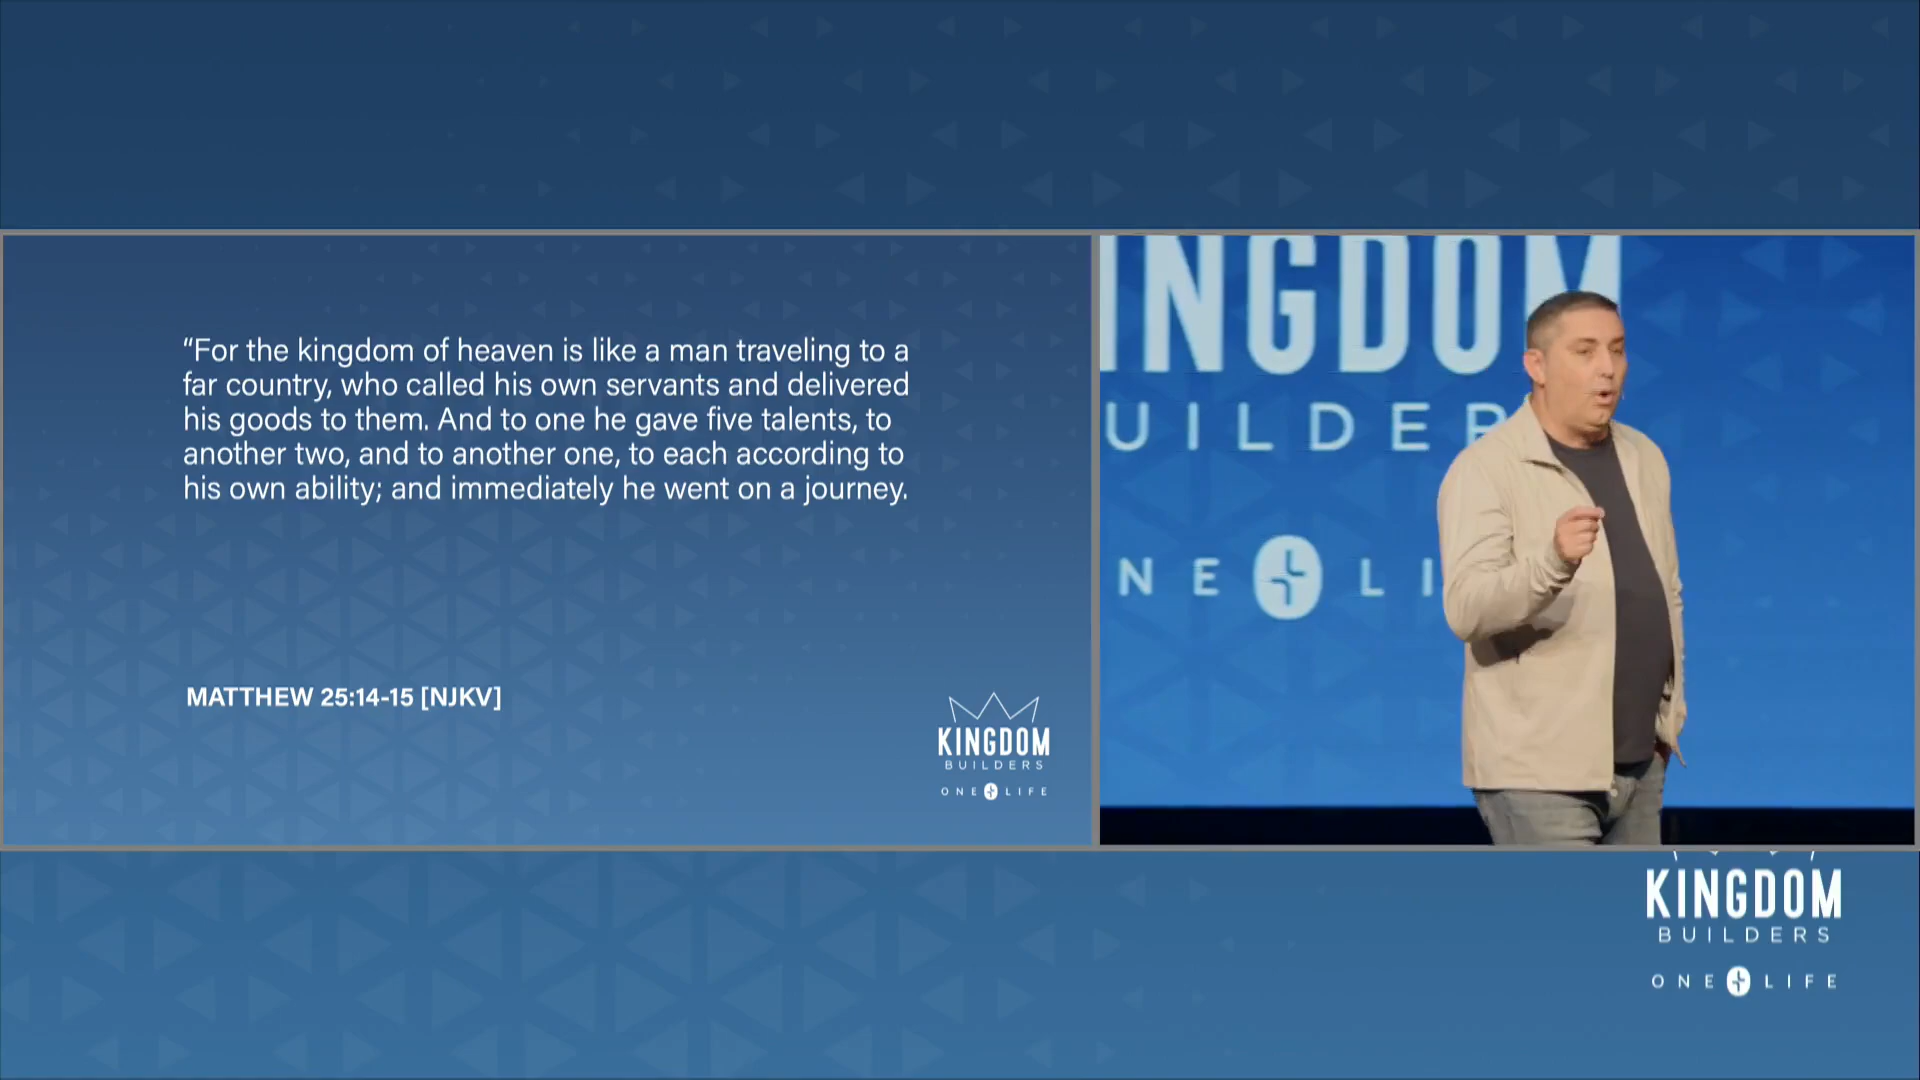 “For the kingdom of heaven is like a man traveling to a
far country, who called his own servants and delivered
his goods to them. And to one he gave five talents, to
another two, and to another one, to each according to
his own ability; and immediately he went on a journey.
MATTHEW 25:14-15 [NJKV]
KINGDOM
BUILDERS
ONE LIFE
INGDOM
UILDER
NE LI
KINGDOM
BUILDERS
ONE LIFE